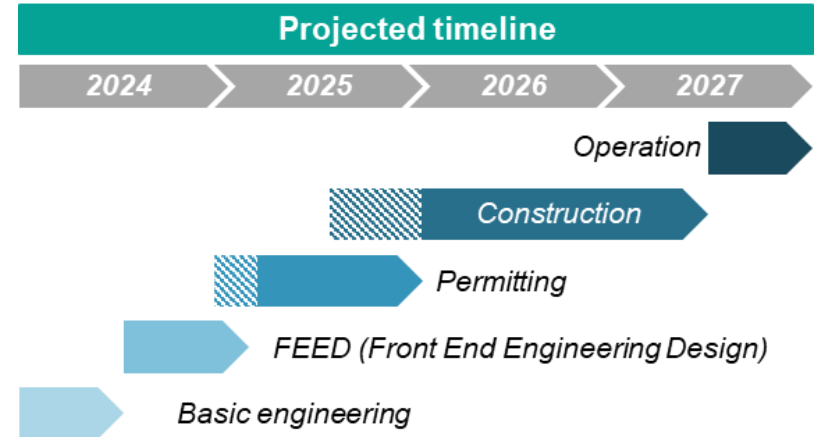 Projected timeline
2024 2025 2026 2027
Operation
Construction
Permitting
FEED (Front End Engineering Design)
Basic engineering